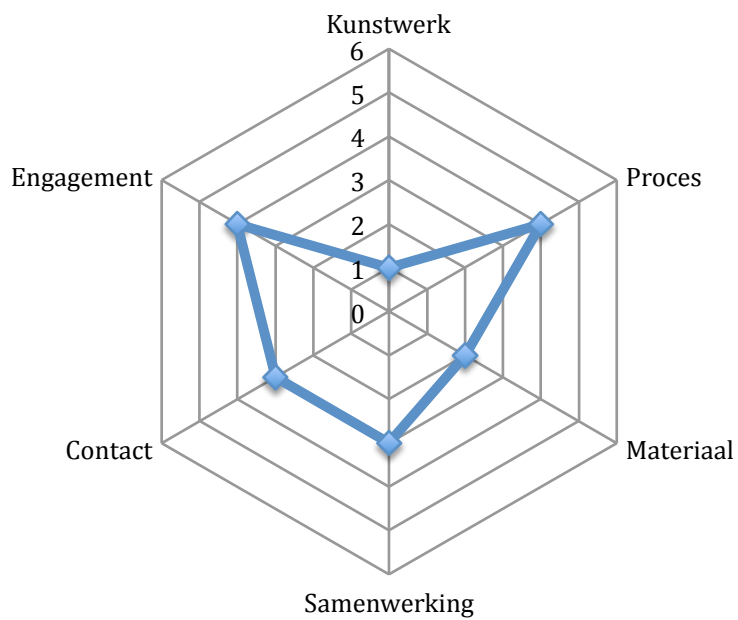 Kunstwerk
6
5
4
3
2
1
0
Engagement
Proces
Contact
Materiaal
Samenwerking